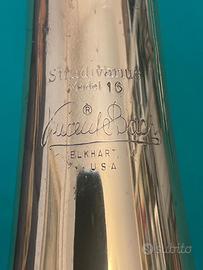 Stradivarius
Model 16
®
Vincent Bach
ELKHART
U.S.A
subito